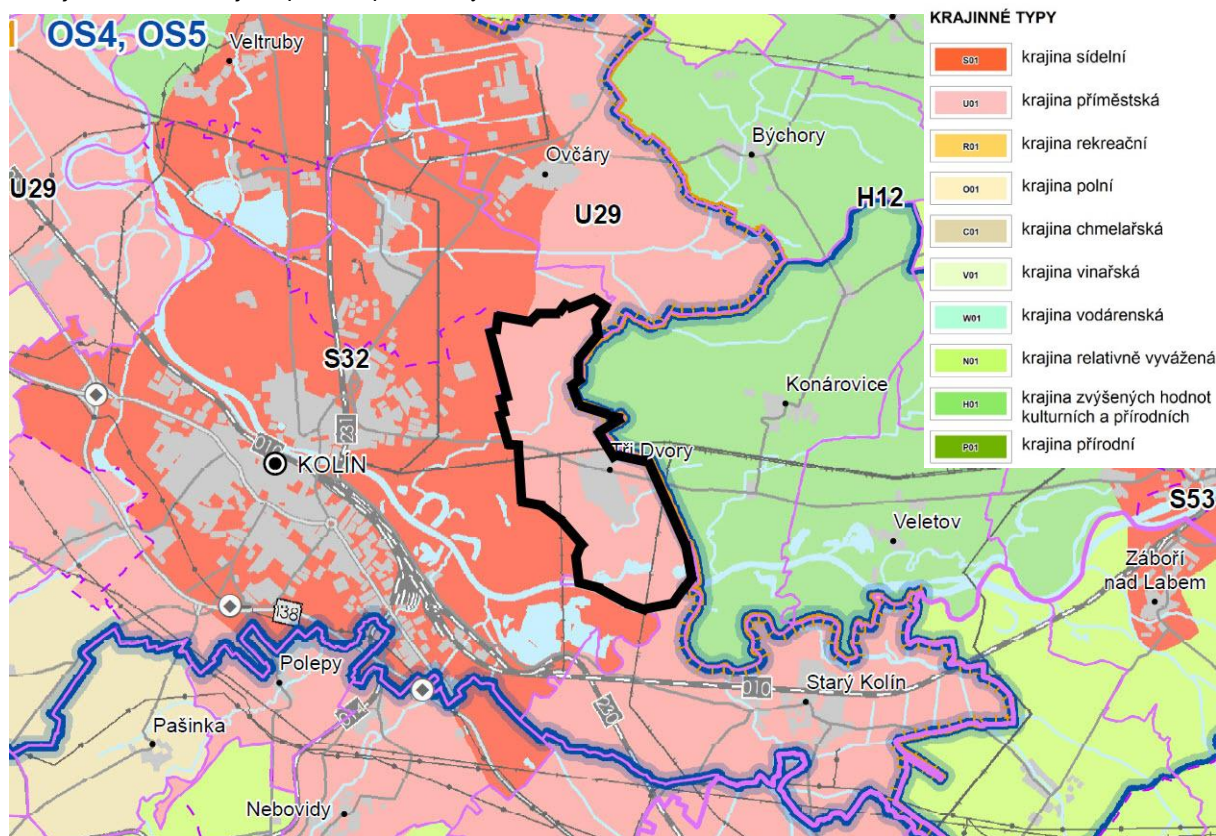 OS4, OS5
Veltruby
Ovčáry
Býchory
U29
U29
H12
S32
Konárovice
231
KOLÍN
Tři Dvory
Veletov
S53
Záboří
nad Labem
Polepy
Starý Kolín
010
Pašinka
Nebovidy
KRAJINNÉ TYPY
S01 krajina sídelní
U01 krajina příměstská
R01 krajina rekreační
O01 krajina polní
C01 krajina chmelařská
V01 krajina vinařská
W01 krajina vodárenská
N01 krajina relativně vyvážená
H01 krajina zvýšených hodnot
kulturních a přírodních
P01 krajina přírodní